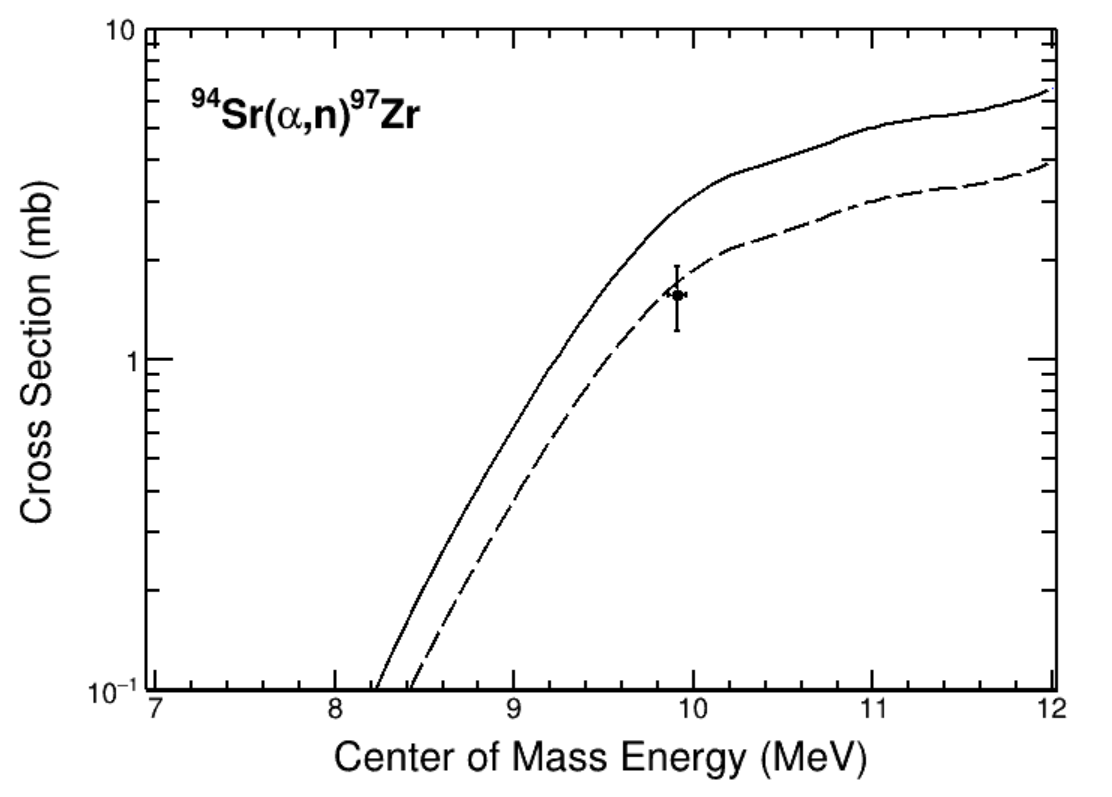 10
⁹⁴Sr(α,n)⁹⁷Zr
Cross Section (mb)
1
10⁻¹
7 8 9 10 11 12
Center of Mass Energy (MeV)